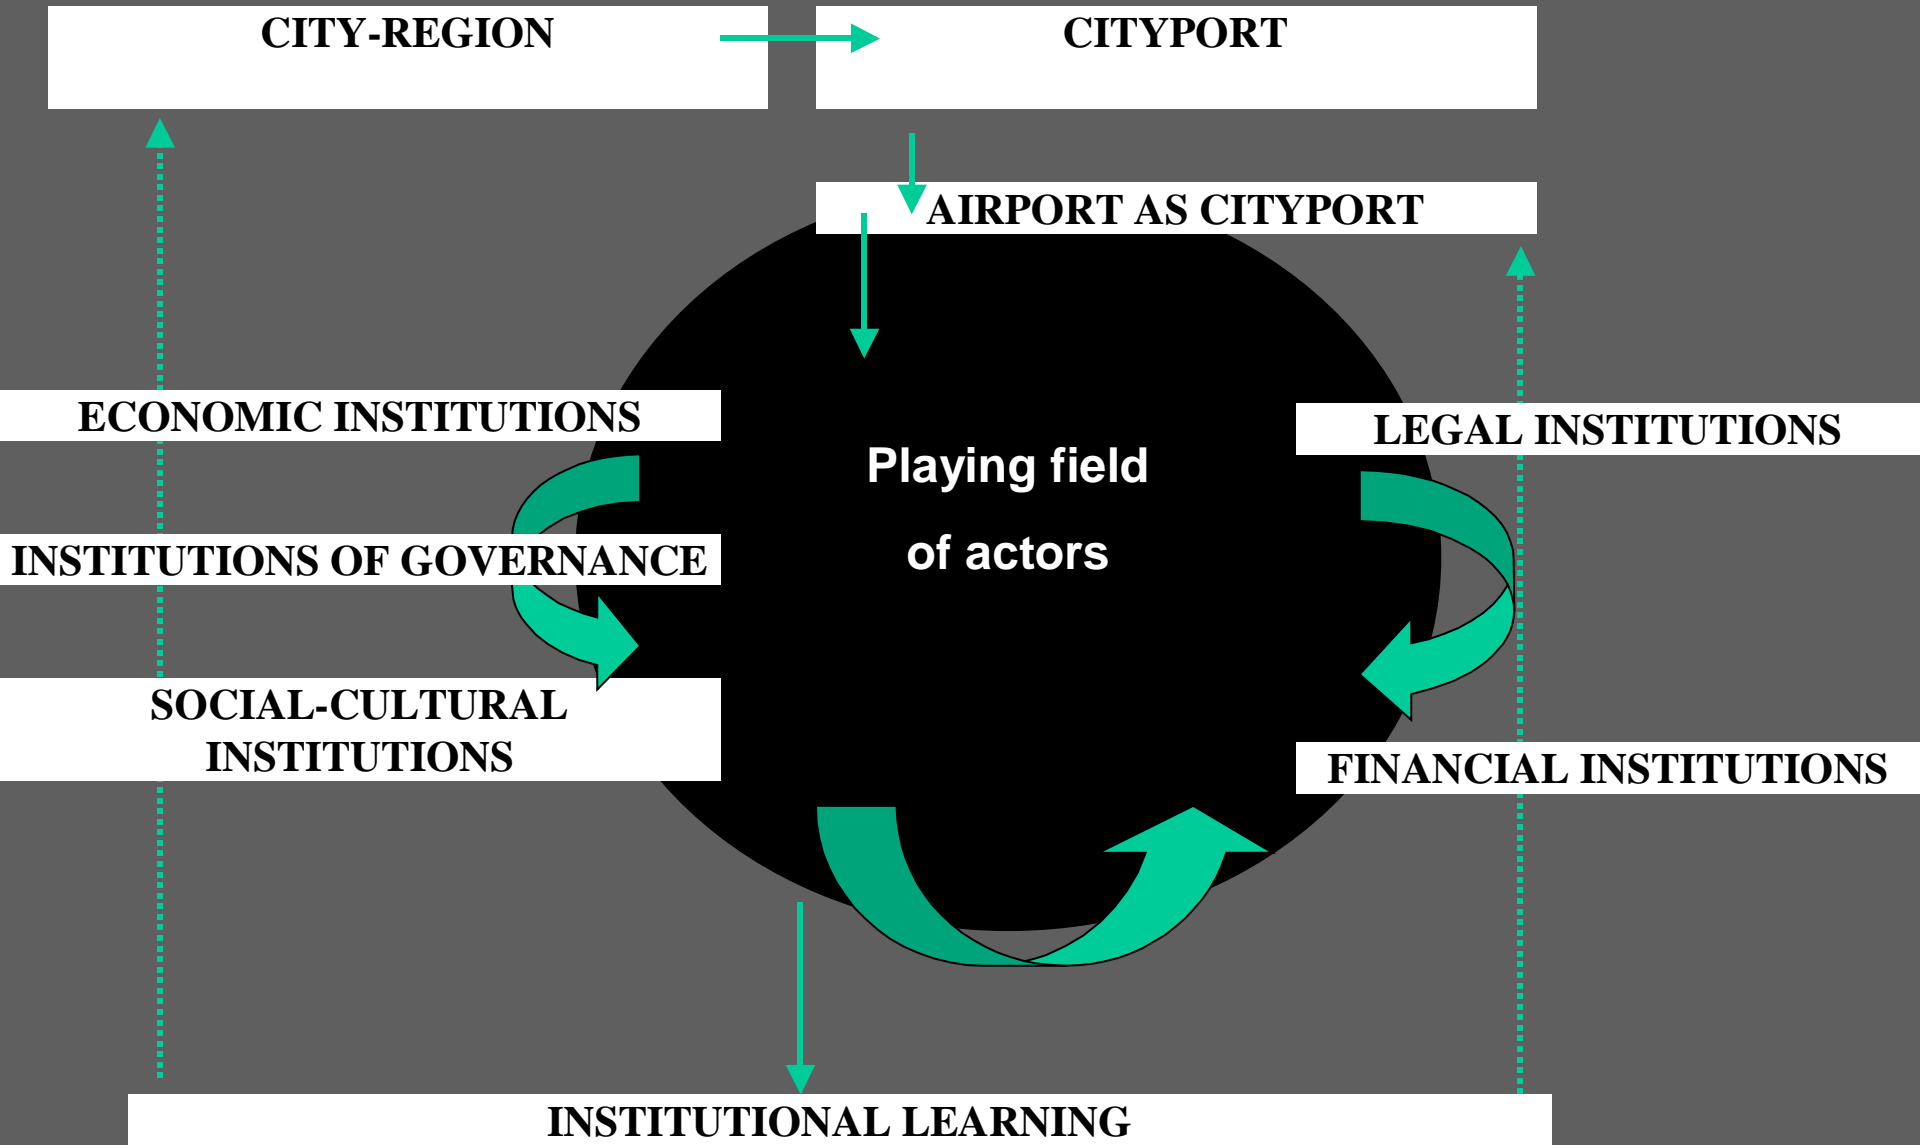 CITY-REGION
CITYPORT
AIRPORT AS CITYPORT
ECONOMIC INSTITUTIONS
LEGAL INSTITUTIONS
Playing field
of actors
INSTITUTIONS OF GOVERNANCE
SOCIAL-CULTURAL
INSTITUTIONS
FINANCIAL INSTITUTIONS
INSTITUTIONAL LEARNING